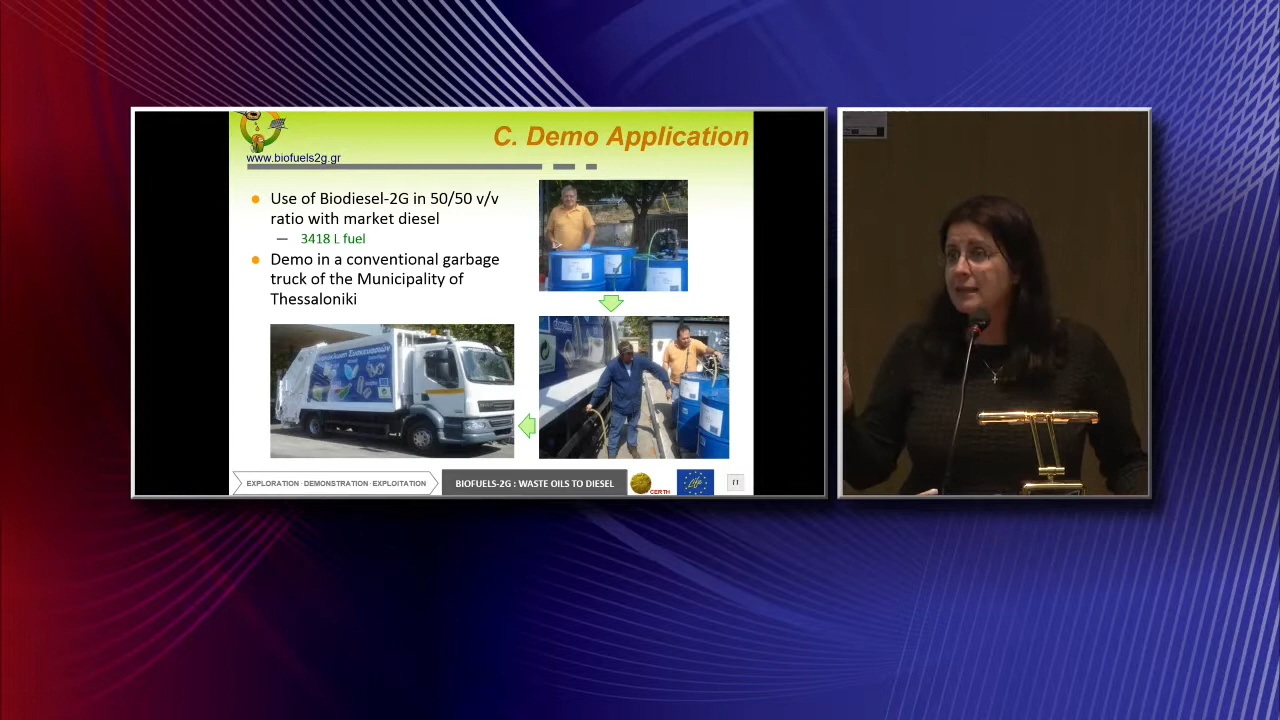 C. Demo Application
www.biofuels2g.gr
Use of Biodiesel-2G in 50/50 v/v
ratio with market diesel
— 3418 L fuel
Demo in a conventional garbage
truck of the Municipality of
Thessaloniki
EXPLORATION · DEMONSTRATION · EXPLOITATION
BIOFUELS-2G : WASTE OILS TO DIESEL
CERTH
Life
11